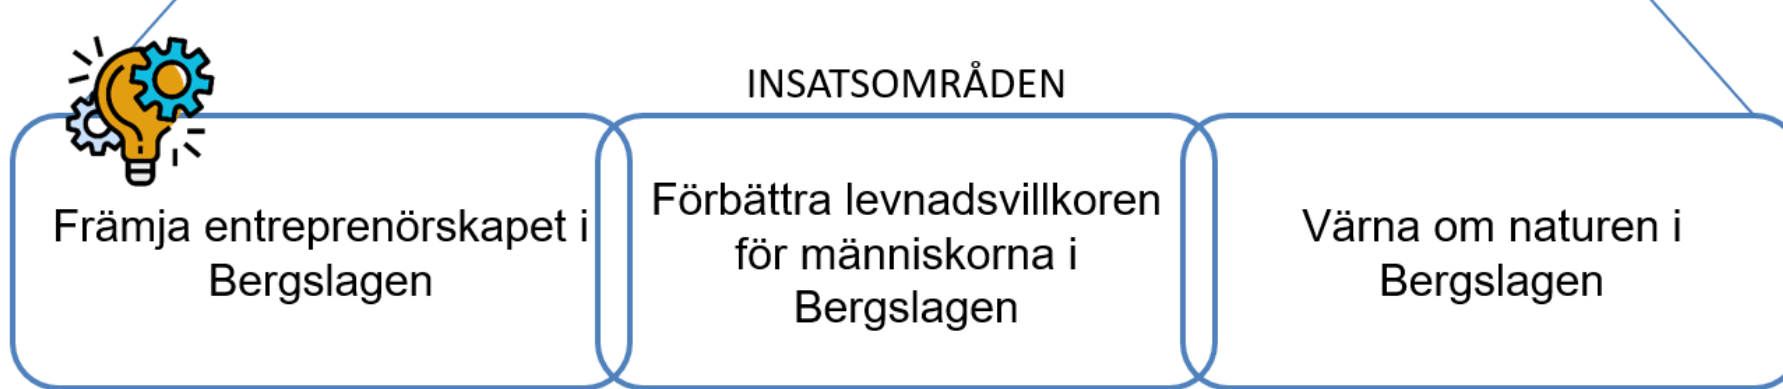 INSATSOMRÅDEN
Främja entreprenörskapet i
Bergslagen
Förbättra levnadsvillkoren
för människorna i
Bergslagen
Värna om naturen i
Bergslagen